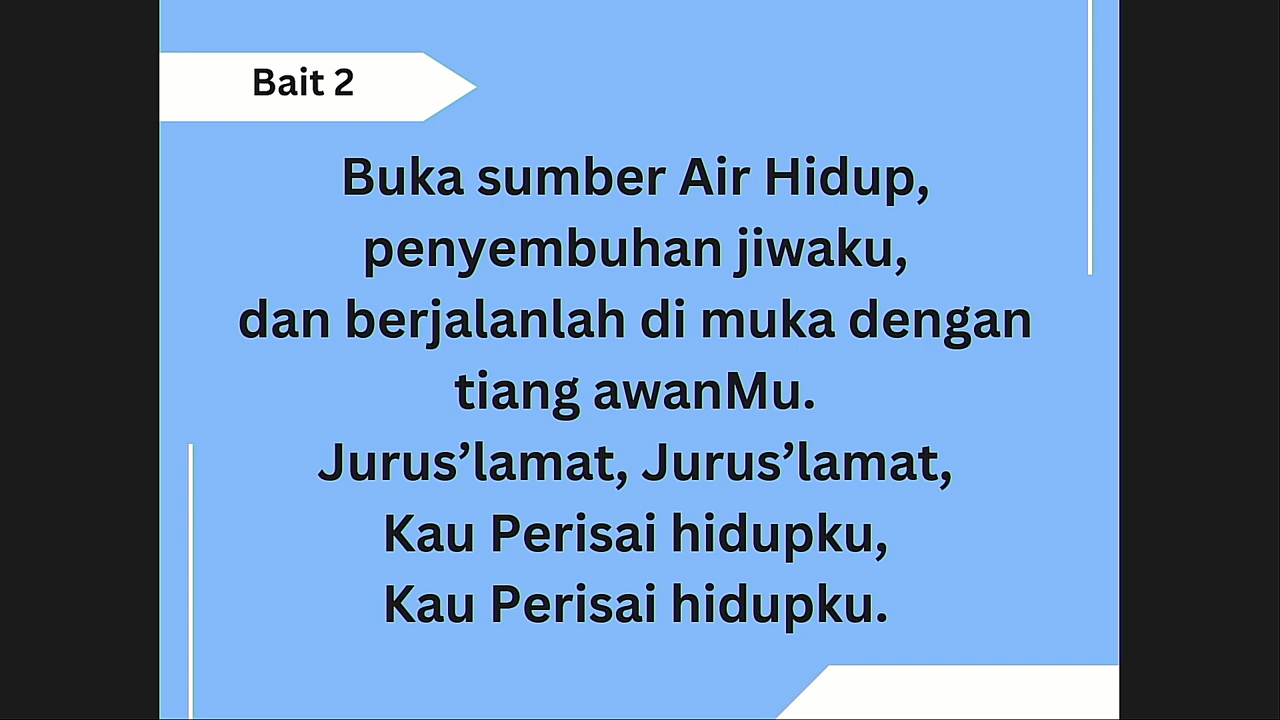 Bait 2
Buka sumber Air Hidup,
penyembuhan jiwaku,
dan berjalanlah di muka dengan
tiang awanMu.
Jurus’lamat, Jurus’lamat,
Kau Perisai hidupku,
Kau Perisai hidupku.